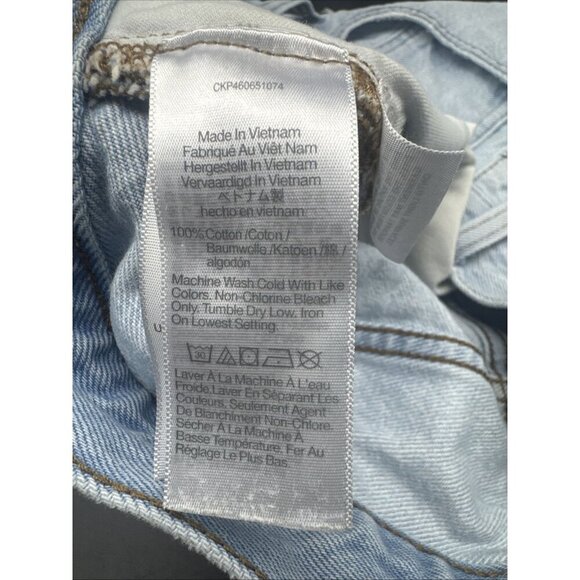 CKP460651074
Made In Vietnam
Fabriqué Au Viêt Nam
Hergestellt In Vietnam
Vervaardigd In Vietnam
ベトナム製
hecho en vietnam
100%Cotton /Coton /
Baumwolle /Katoen /綿 /
algodón
Machine Wash Cold With Like
Colors. Non-Chlorine Bleach
Only. Tumble Dry Low. Iron
On Lowest Setting.
30
Laver À La Machine À L'eau
Froide.Laver En Séparant Les
Couleurs. Seulement Agent
De Blanchiment Non-Chlore.
Sécher À La Machine À
Basse Température. Fer Au
Réglage Le Plus Bas.